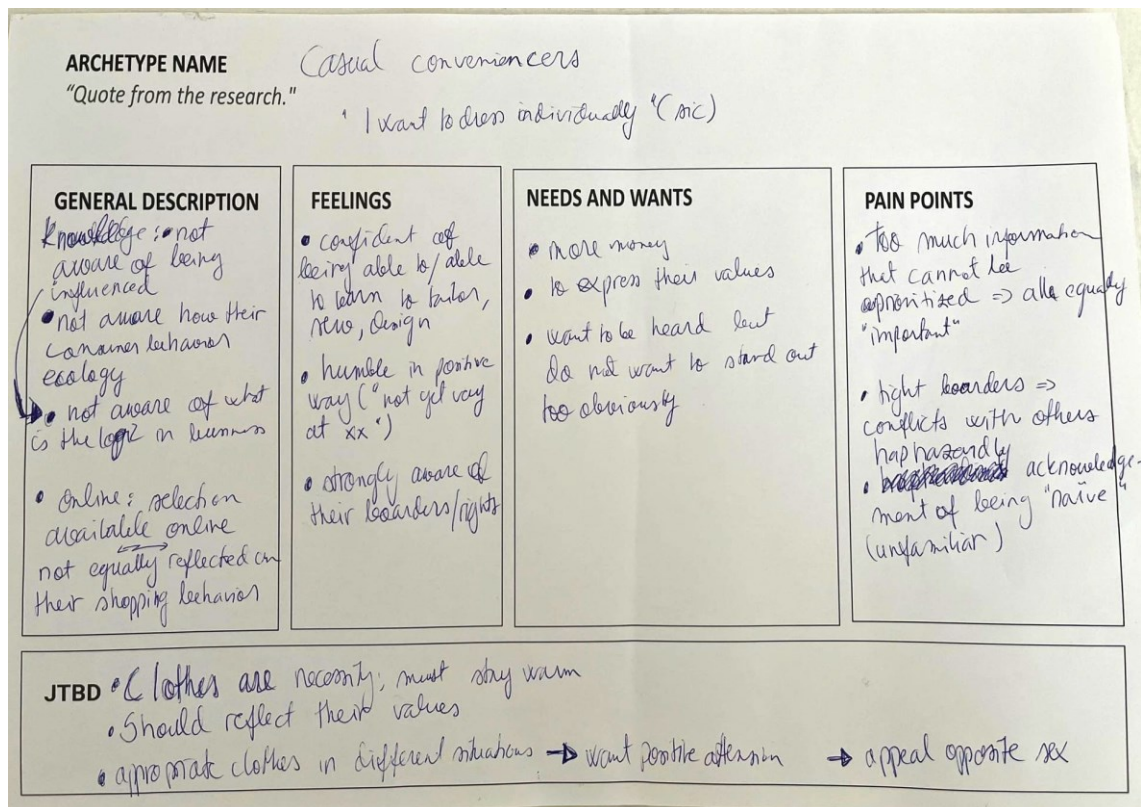 ARCHETYPE NAME Casual conveniencers
"Quote from the research."
"I want to dress individually" (sic)
GENERAL DESCRIPTION
Knowledge: • not
aware of being
influenced
• not aware how their
consumer behavior
ecology
• not aware of what
is the logic in business
• Online: selection
available online
not equally reflected on
their shopping behavior
FEELINGS
• confident of
being able to/able
to learn to tailor,
sew, design
• humble in positive
way ("not yet very
at xx")
• strongly aware of
their boarders/rights
NEEDS AND WANTS
• more money
• to express their values
• want to be heard but
do not want to stand out
too obviously
PAIN POINTS
• too much information
that cannot be
prioritized => all equally
"important"
• tight boarders =>
conflicts with others
haphazardly
• acknowledge-
ment of being "naïve"
(unfamiliar)
JTBD • Clothes are necessity; must stay warm
• Should reflect their values
• appropriate clothes in different situations → want positive attension → appeal opposite sex